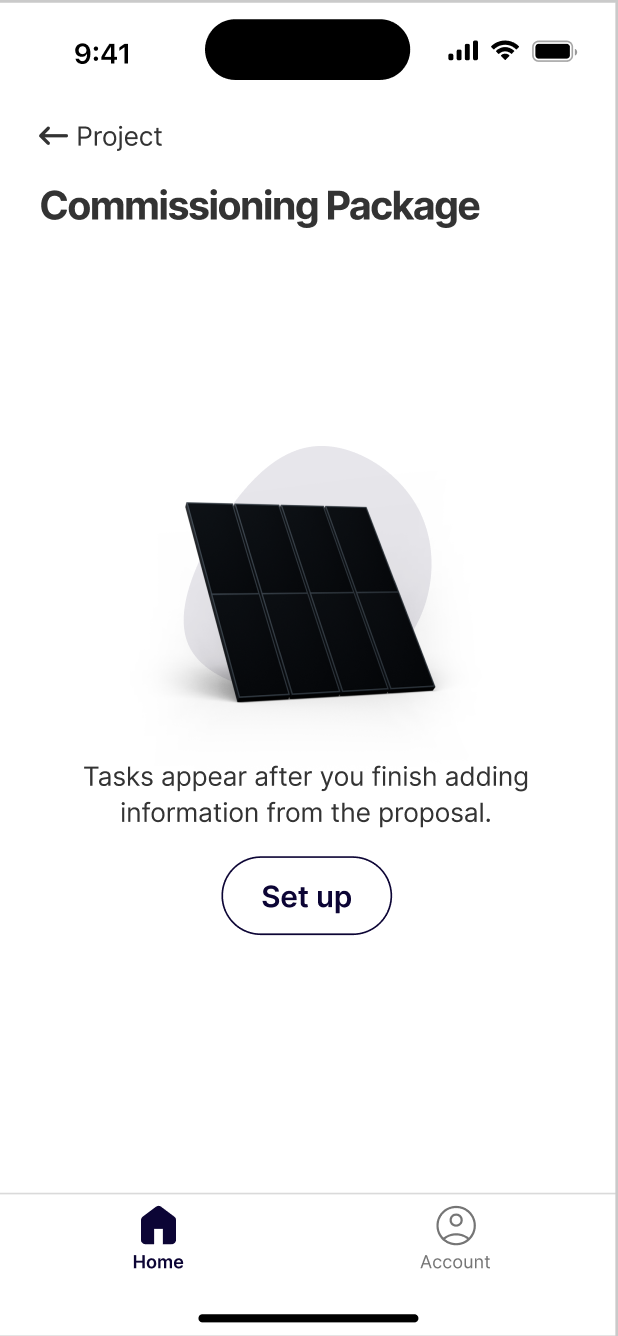 9:41
Project
Commissioning Package
Tasks appear after you finish adding
information from the proposal.
Set up
Home
Account